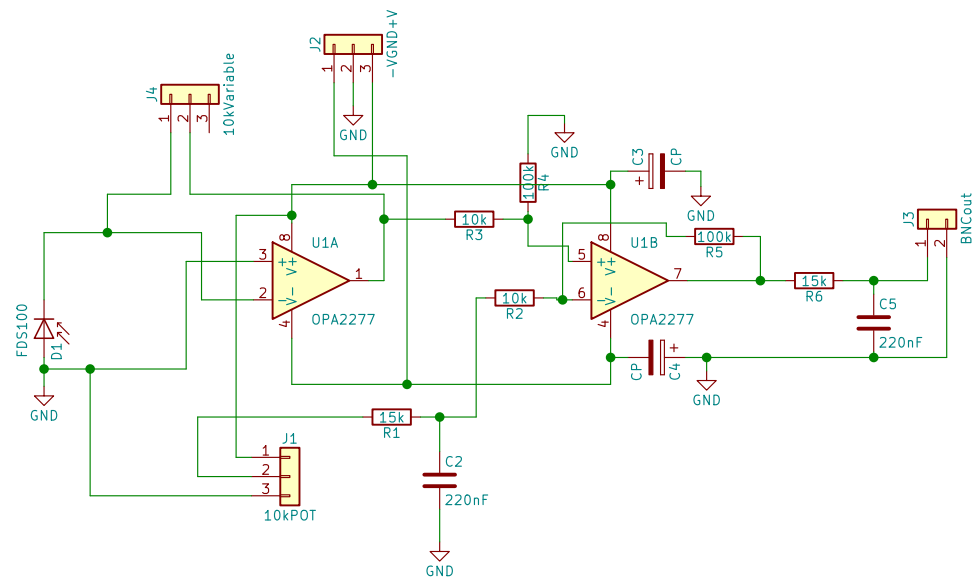 J2
-VGND+V
1
2
3
GND
J4
10kVariable
1
2
3
GND
100k
R4
C3
CP
+
GND
J3
BNCout
1
2
10k
R3
U1A
8
3
+
V+
1
2
-
V-
4
OPA2277
U1B
8
5
+
V+
7
6
-
V-
4
OPA2277
100k
R5
15k
R6
10k
R2
C5
220nF
FDS100
D1
GND
CP
C4
+
GND
15k
R1
J1
1
2
3
10kPOT
C2
220nF
GND